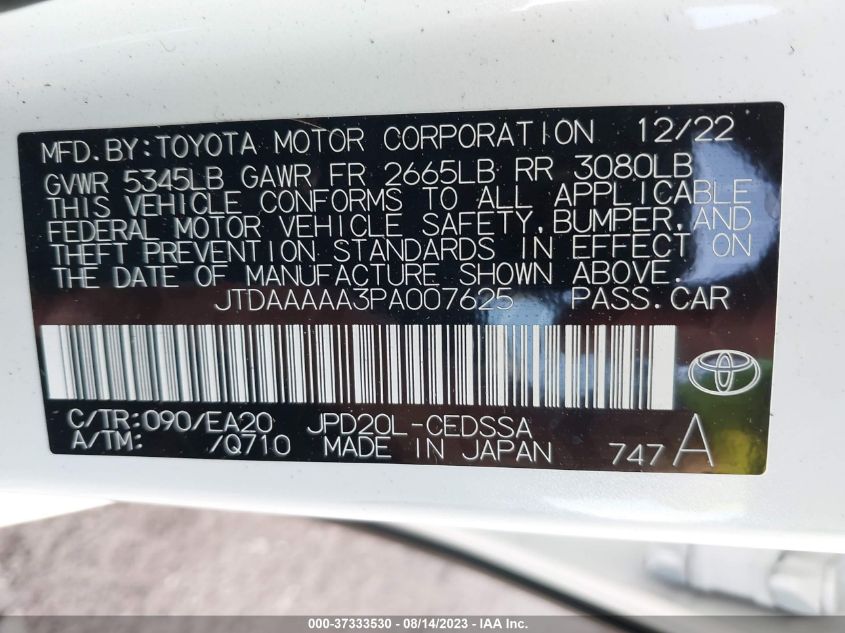 MFD.BY:TOYOTA MOTOR CORPORATION 12/22
GVWR 5345LB GAWR FR 2665LB RR 3080LB
THIS VEHICLE CONFORMS TO ALL APPLICABLE
FEDERAL MOTOR VEHICLE SAFETY,BUMPER,AND
THEFT PREVENTION STANDARDS IN EFFECT ON
THE DATE OF MANUFACTURE SHOWN ABOVE.
JTDAAAAA3PA007625 PASS.CAR
C/TR:090/EA20 JPD20L-CEDSSA
A/TM: /Q710 MADE IN JAPAN 747A
000-37333530 - 08/14/2023 - IAA Inc.